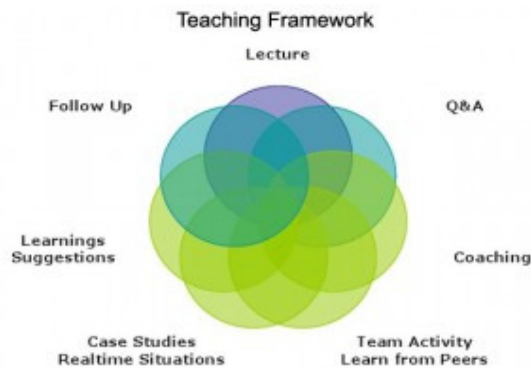 Teaching Framework
Lecture
Follow Up
Q&A
Learnings
Suggestions
Coaching
Case Studies
Realtime Situations
Team Activity
Learn from Peers